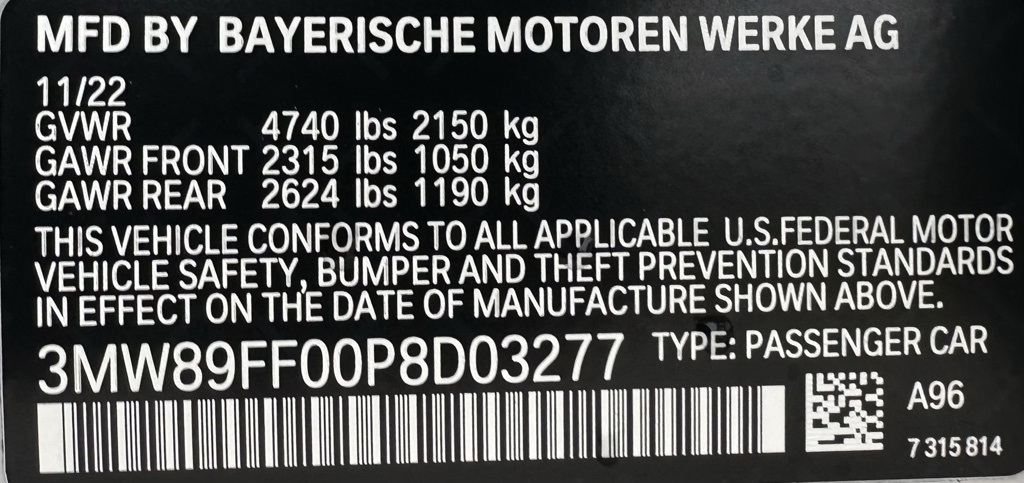 MFD BY BAYERISCHE MOTOREN WERKE AG
11/22
GVWR 4740 lbs 2150 kg
GAWR FRONT 2315 lbs 1050 kg
GAWR REAR 2624 lbs 1190 kg
THIS VEHICLE CONFORMS TO ALL APPLICABLE U.S.FEDERAL MOTOR
VEHICLE SAFETY, BUMPER AND THEFT PREVENTION STANDARDS
IN EFFECT ON THE DATE OF MANUFACTURE SHOWN ABOVE.
3MW89FF00P8D03277 TYPE: PASSENGER CAR
A96
7 315 814